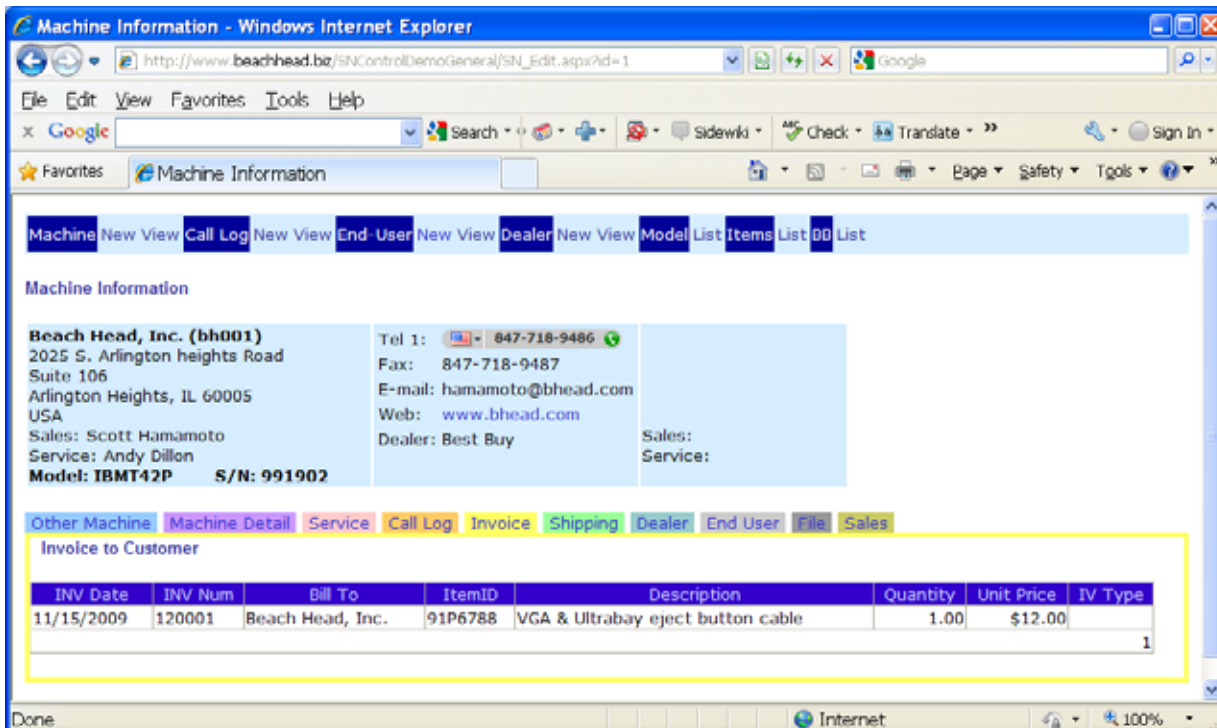 Machine Information - Windows Internet Explorer
http://www.beachhead.biz/SNControlDemoGeneral/SN_Edit.aspx?id=1 Google
File Edit View Favorites Tools Help
x Google Search Sidewiki Check Translate » Sign In
Favorites Machine Information Page Safety Tools »
Machine New View Call Log New View End-User New View Dealer New View Model List Items List BB List
Machine Information
Beach Head, Inc. (bh001)
2025 S. Arlington heights Road
Suite 106
Arlington Heights, IL 60005
USA
Sales: Scott Hamamoto
Service: Andy Dillon
Model: IBMT42P S/N: 991902
Tel 1: 847-718-9486
Fax: 847-718-9487
E-mail: hamamoto@bhead.com
Web: www.bhead.com
Dealer: Best Buy
Sales:
Service:
Other Machine Machine Detail Service Call Log Invoice Shipping Dealer End User File Sales
Invoice to Customer
INV Date INV Num Bill To ItemID Description Quantity Unit Price IV Type
11/15/2009 120001 Beach Head, Inc. 91P6788 VGA & Ultrabay eject button cable 1.00 $12.00
1
Done Internet 100%